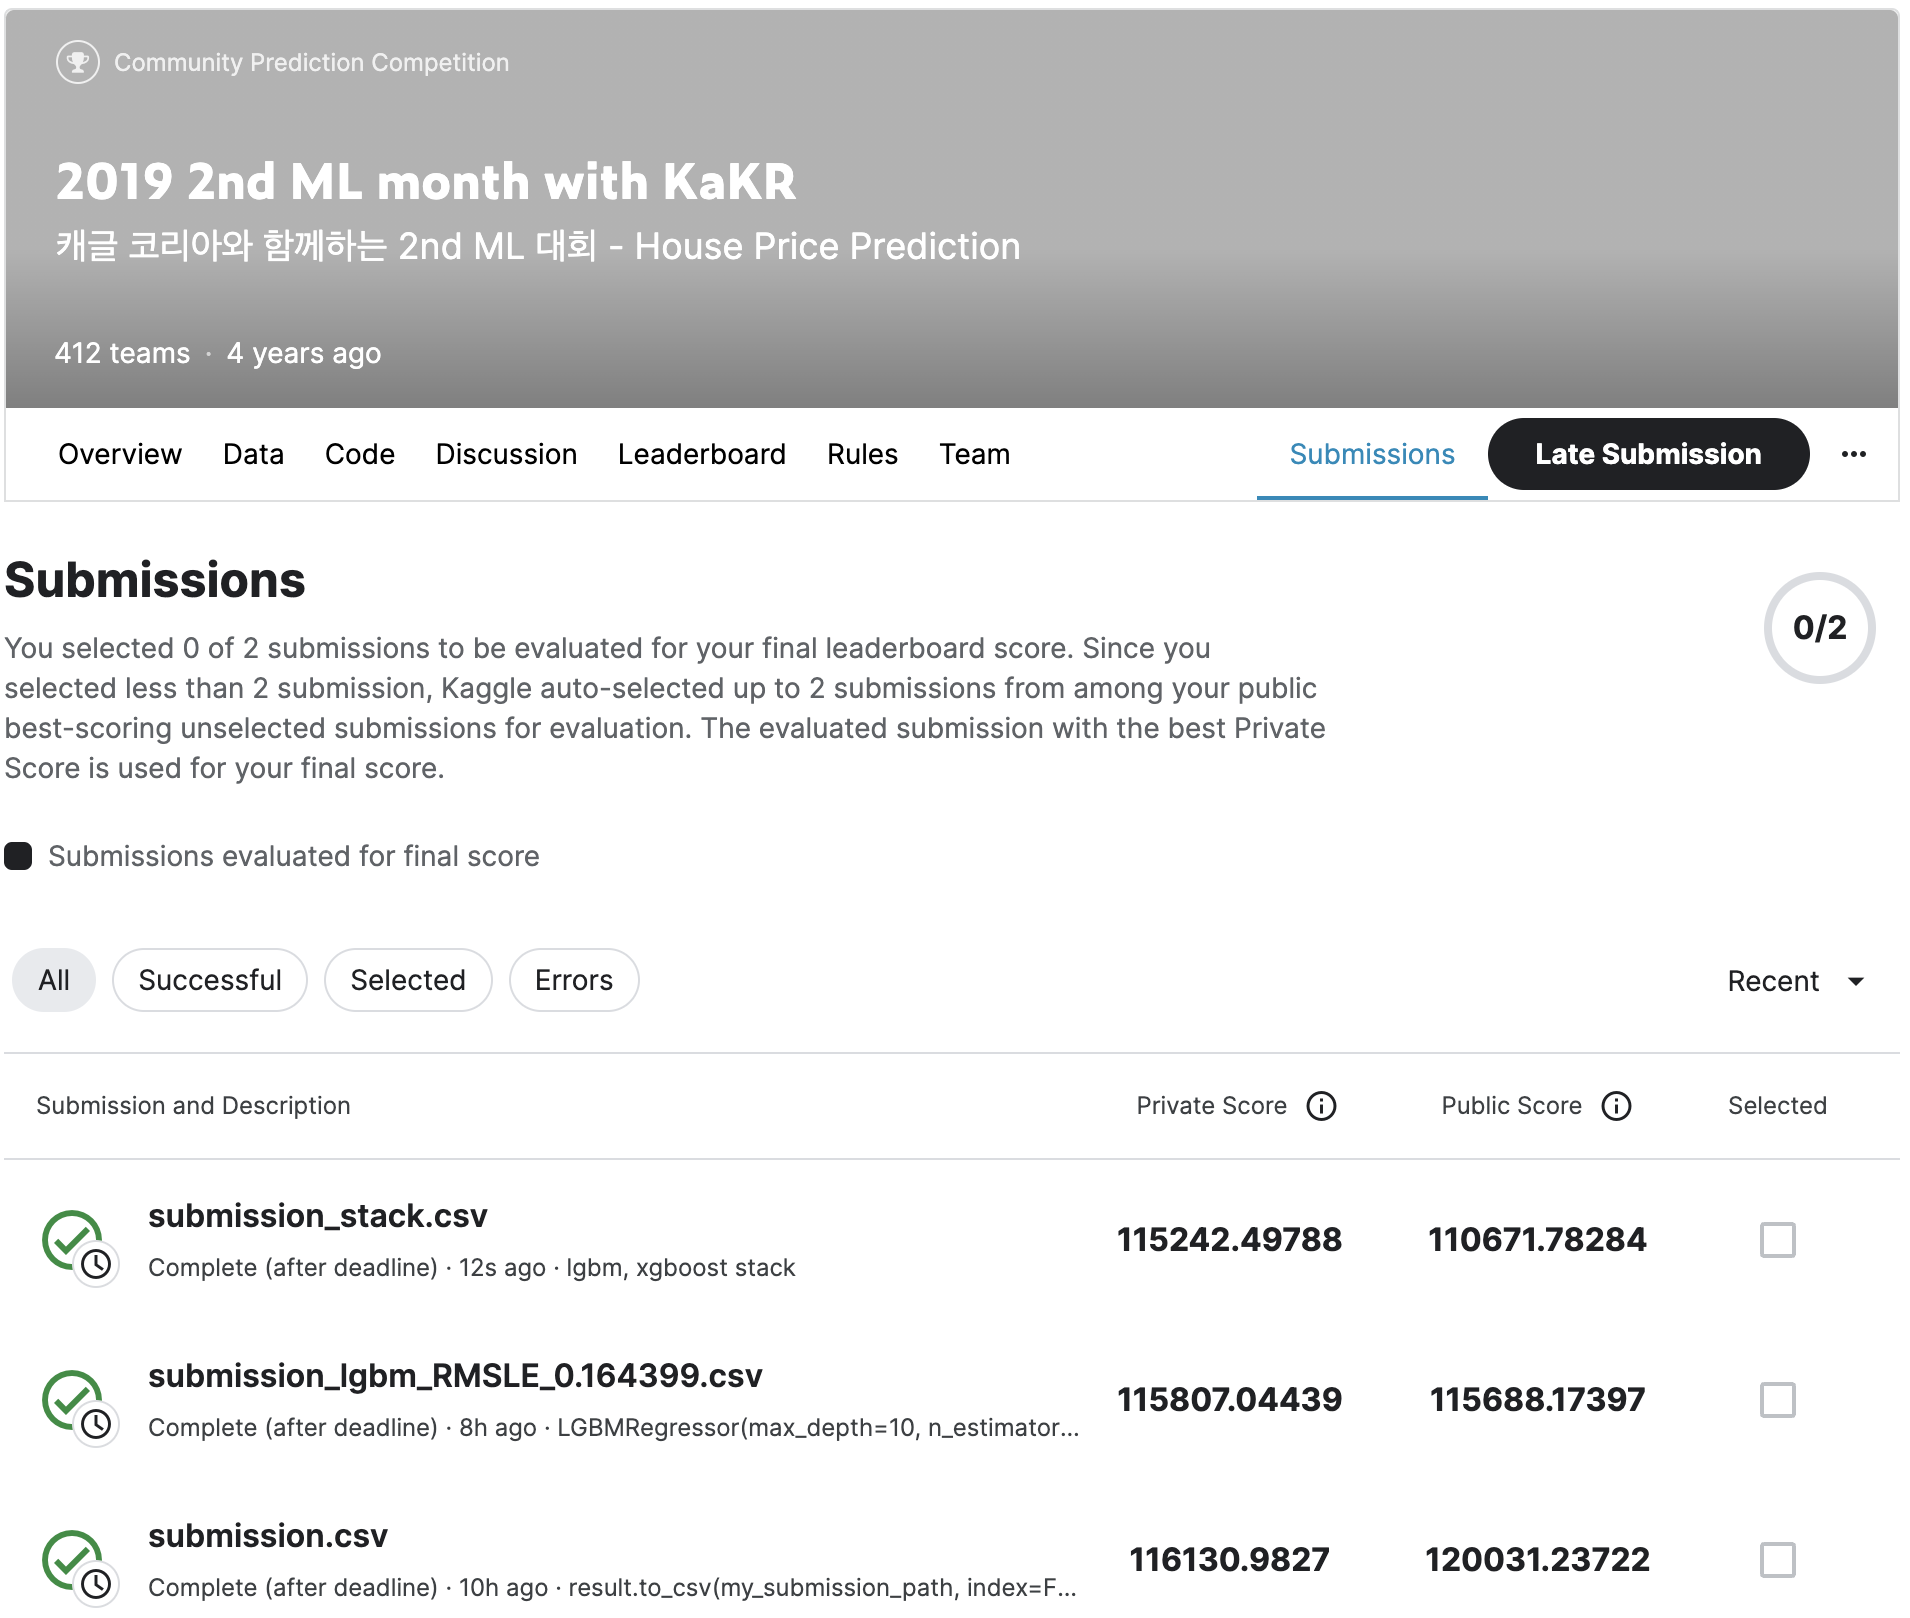 Community Prediction Competition
2019 2nd ML month with KaKR
캐글 코리아와 함께하는 2nd ML 대회 - House Price Prediction
412 teams · 4 years ago
Overview Data Code Discussion Leaderboard Rules Team Submissions Late Submission ...
Submissions
0/2
You selected 0 of 2 submissions to be evaluated for your final leaderboard score. Since you
selected less than 2 submission, Kaggle auto-selected up to 2 submissions from among your public
best-scoring unselected submissions for evaluation. The evaluated submission with the best Private
Score is used for your final score.
Submissions evaluated for final score
All Successful Selected Errors Recent
Submission and Description Private Score Public Score Selected
submission_stack.csv
115242.49788 110671.78284
Complete (after deadline) · 12s ago · lgbm, xgboost stack
submission_lgbm_RMSLE_0.164399.csv
115807.04439 115688.17397
Complete (after deadline) · 8h ago · LGBMRegressor(max_depth=10, n_estimator...
submission.csv
116130.9827 120031.23722
Complete (after deadline) · 10h ago · result.to_csv(my_submission_path, index=F...